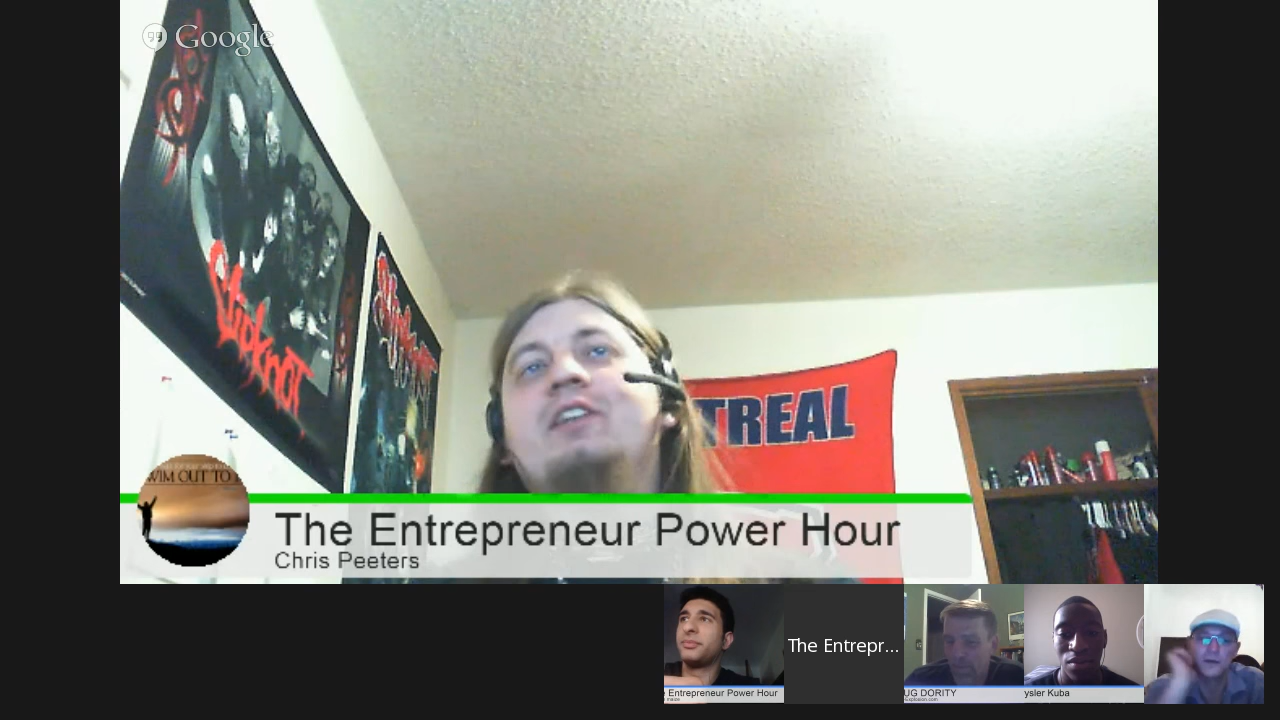 Google
Slipknot
TREAL
WIM OUT TO
The Entrepreneur Power Hour
Chris Peeters
The Entrepr...
Entrepreneur Power Hour
UG DORITY
ysler Kuba